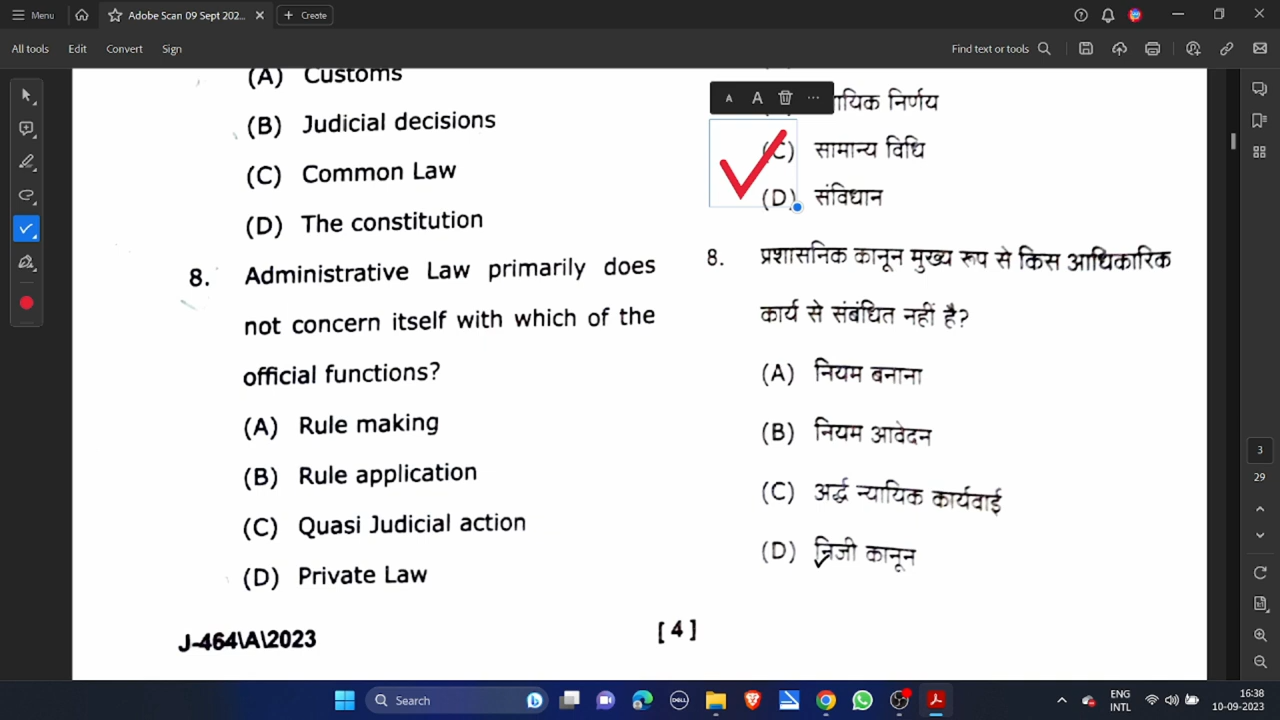 Menu
Adobe Scan 09 Sept 202...
Create
All tools
Edit
Convert
Sign
Find text or tools
(A) Customs
(B) Judicial decisions
(C) Common Law
(D) The constitution
8. Administrative Law primarily does
not concern itself with which of the
official functions?
(A) Rule making
(B) Rule application
(C) Quasi Judicial action
(D) Private Law
J-464\A\2023
[ 4 ]
निर्णय
(C) सामान्य विधि
(D) संविधान
8. प्रशासनिक कानून मुख्य रूप से किस आधिकारिक
कार्य से संबंधित नहीं है?
(A) नियम बनाना
(B) नियम आवेदन
(C) अर्द्ध न्यायिक कार्यवाई
(D) निजी कानून
3
29
Search
DELL
ENG
INTL
16:38
10-09-2023